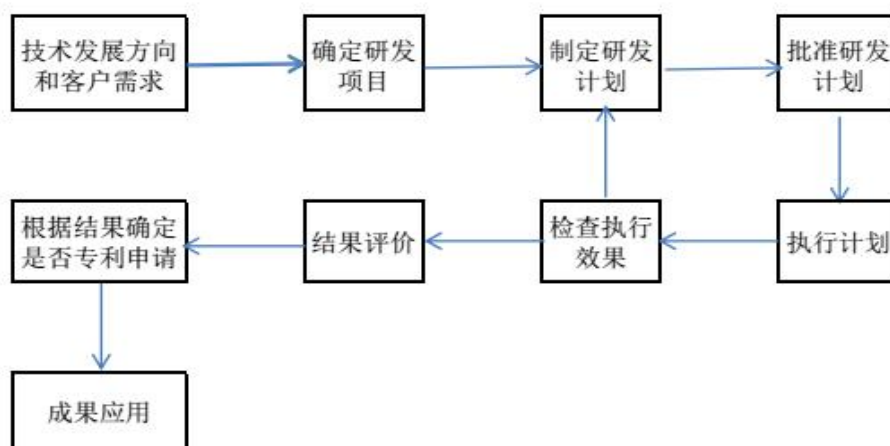 技术发展方向
和客户需求
确定研发
项目
制定研发
计划
批准研发
计划
根据结果确定
是否专利申请
结果评价
检查执行
效果
执行计划
成果应用